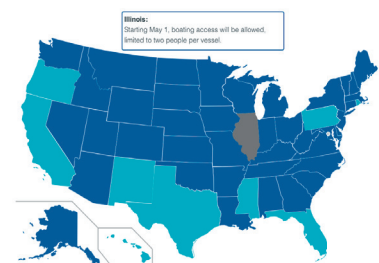 Illinois:
Starting May 1, boating access will be allowed,
limited to two people per vessel.